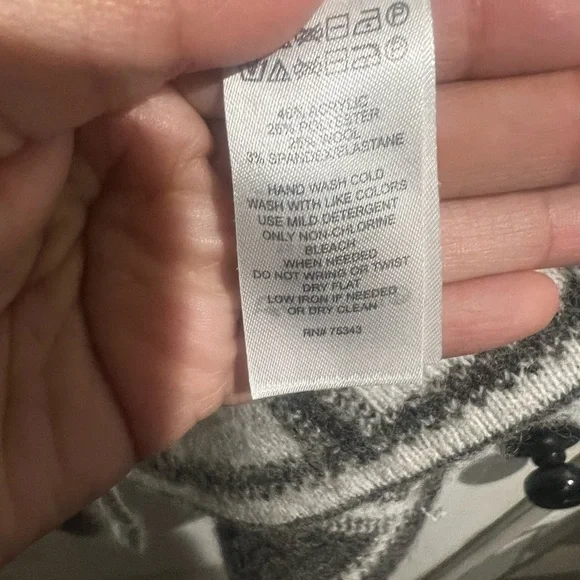 % ACRYLIC
25% POLYESTER
% WOOL
3% SPANDEX/ELASTANE
HAND WASH COLD
WASH WITH LIKE COLORS
USE MILD DETERGENT
ONLY NON-CHLORINE
BLEACH
WHEN NEEDED
DO NOT WRING OR TWIST
DRY FLAT
LOW IRON IF NEEDED
OR DRY CLEAN
RN# 75343